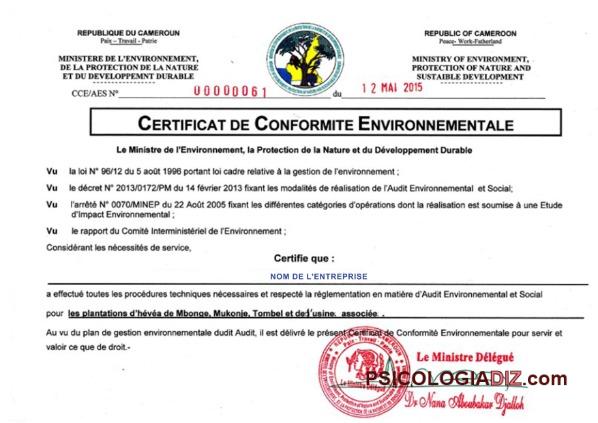 REPUBLIQUE DU CAMEROUN
Paix – Travail - Patrie
MINISTERE DE L'ENVIRONNEMENT,
DE LA PROTECTION DE LA NATURE
ET DU DEVELOPPEMNT DURABLE
REPUBLIC OF CAMEROON
Peace- Work-Fatherland
MINISTRY OF ENVIRONMENT,
PROTECTION OF NATURE AND
SUSTAIBLE DEVELOPMENT
CCE/AES N° 00000061 du 12 MAI 2015
CERTIFICAT DE CONFORMITE ENVIRONNEMENTALE
Le Ministre de l'Environnement, la Protection de la Nature et du Développement Durable
Vu la loi N° 96/12 du 5 août 1996 portant loi cadre relative à la gestion de l'environnement ;
Vu le décret N° 2013/0172/PM du 14 février 2013 fixant les modalités de réalisation de l'Audit Environnemental et Social;
Vu l'arrêté N° 0070/MINEP du 22 Août 2005 fixant les différentes catégories d'opérations dont la réalisation est soumise à une Etude
d'Impact Environnemental ;
Vu le rapport du Comité Interministériel de l'Environnement ;
Considérant les nécessités de service,
Certifie que :
NOM DE L'ENTREPRISE
a effectué toutes les procédures techniques nécessaires et respecté la réglementation en matière d'Audit Environnemental et Social
pour les plantations d'hévéa de Mbonge, Mukonje, Tombel et de l'usine associée .
Au vu du plan de gestion environnementale dudit Audit, il est délivré le présent Certificat de Conformité Environnementale pour servir et
valoir ce que de droit.-
Le Ministre Délégué
PSICOLOGIADIZ.com
Dr Nana Aboubakar Djalloh